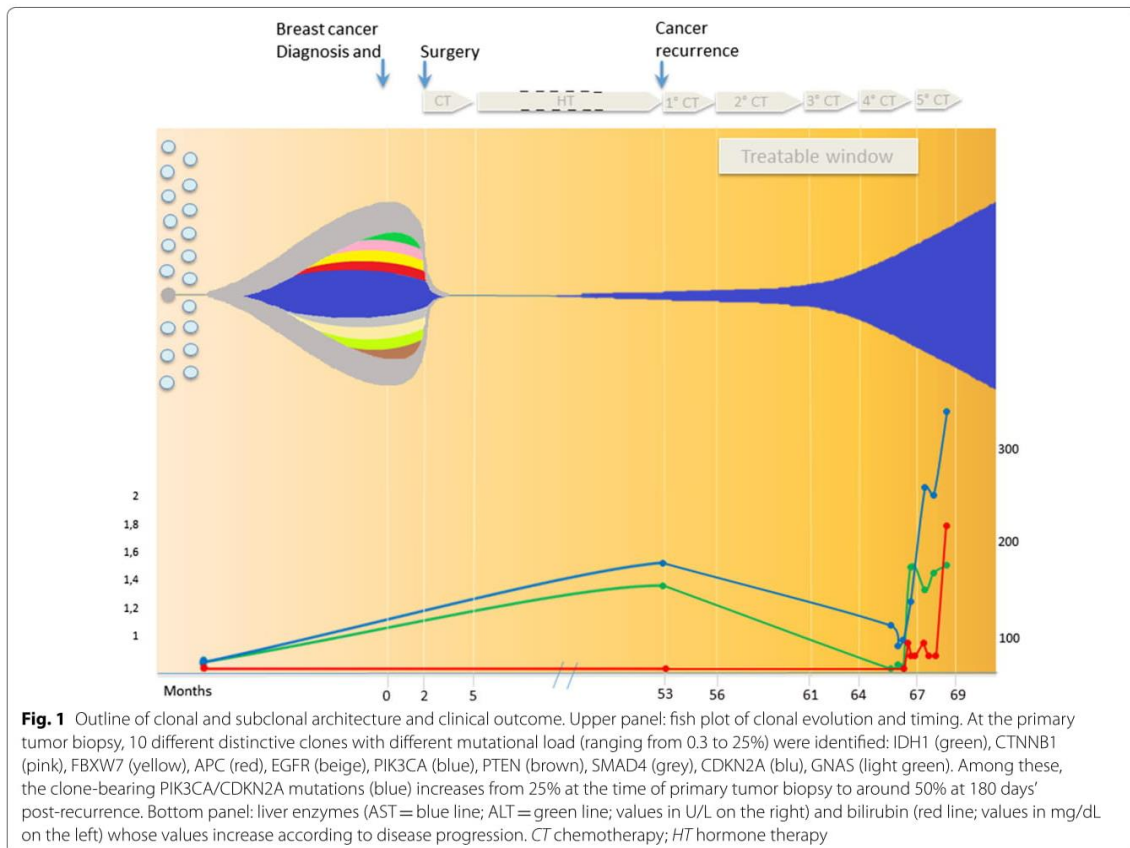 Breast cancer
Diagnosis and
Surgery
Cancer
recurrence
CT
HT
1° CT
2° CT
3° CT
4° CT
5° CT
Treatable window
300
2
1,8
200
1,6
1,4
1,2
1
100
Months
0
2
5
53
56
61
64
67
69
Fig. 1 Outline of clonal and subclonal architecture and clinical outcome. Upper panel: fish plot of clonal evolution and timing. At the primary
tumor biopsy, 10 different distinctive clones with different mutational load (ranging from 0.3 to 25%) were identified: IDH1 (green), CTNNB1
(pink), FBXW7 (yellow), APC (red), EGFR (beige), PIK3CA (blue), PTEN (brown), SMAD4 (grey), CDKN2A (blu), GNAS (light green). Among these,
the clone-bearing PIK3CA/CDKN2A mutations (blue) increases from 25% at the time of primary tumor biopsy to around 50% at 180 days’
post-recurrence. Bottom panel: liver enzymes (AST = blue line; ALT = green line; values in U/L on the right) and bilirubin (red line; values in mg/dL
on the left) whose values increase according to disease progression. CT chemotherapy; HT hormone therapy